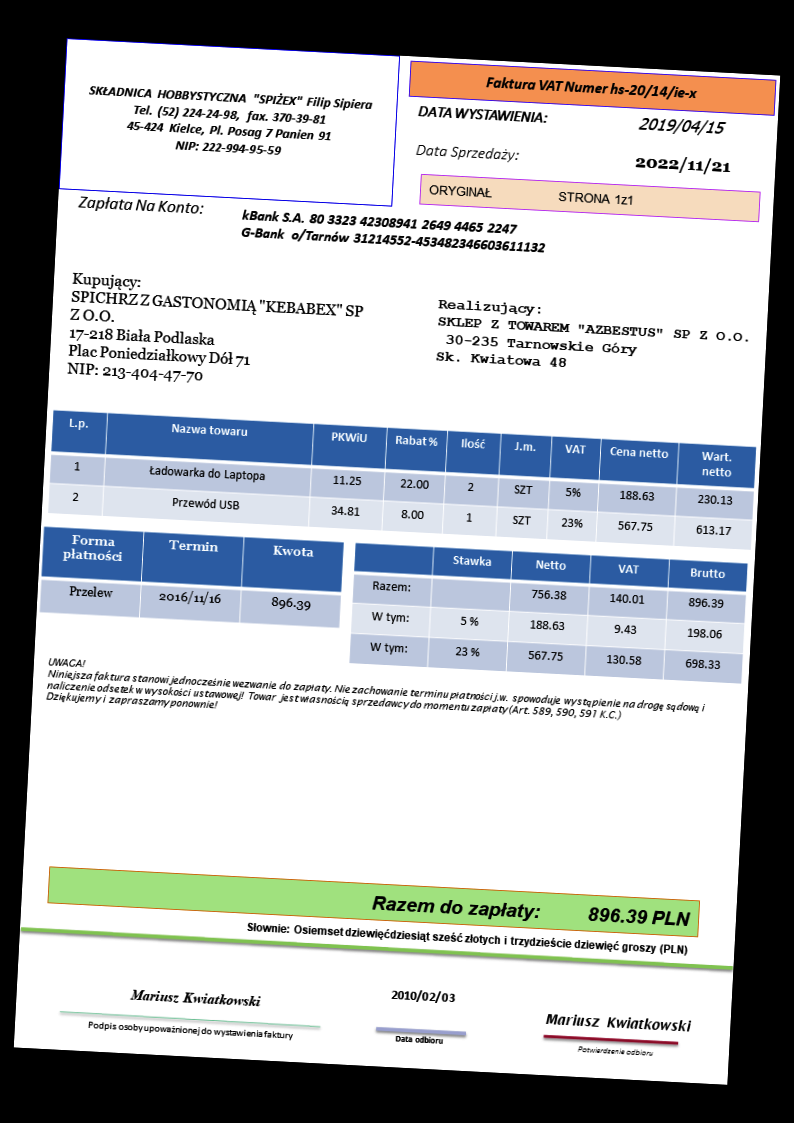 SKŁADNICA HOBBYSTYCZNA "SPIŻEX" Filip Sipiera
Tel. (52) 224-24-98, fax. 370-39-81
45-424 Kielce, Pl. Posag 7 Panien 91
NIP: 222-994-95-59
Faktura VAT Numer hs-20/14/ie-x
DATA WYSTAWIENIA: 2019/04/15
Data Sprzedaży: 2022/11/21
ORYGINAŁ STRONA 1z1
Zapłata Na Konto: kBank S.A. 80 3323 42308941 2649 4465 2247
G-Bank o/Tarnów 31214552-453482346603611132
Kupujący:
SPICHRZ Z GASTONOMIĄ "KEBABEX" SP
Z O.O.
17-218 Biała Podlaska
Plac Poniedziałkowy Dół 71
NIP: 213-404-47-70
Realizujący:
SKLEP Z TOWAREM "AZBESTUS" SP Z O.O.
30-235 Tarnowskie Góry
Sk. Kwiatowa 48
L.p. Nazwa towaru PKWiU Rabat % Ilość J.m. VAT Cena netto Wart. netto
1 Ładowarka do Laptopa 11.25 22.00 2 SZT 5% 188.63 230.13
2 Przewód USB 34.81 8.00 1 SZT 23% 567.75 613.17
Forma płatności Termin Kwota
Przelew 2016/11/16 896.39
Stawka Netto VAT Brutto
Razem: 756.38 140.01 896.39
W tym: 5 % 188.63 9.43 198.06
W tym: 23 % 567.75 130.58 698.33
UWAGA!
Niniejsza faktura stanowi jednocześnie wezwanie do zapłaty. Nie zachowanie terminu płatności j.w. spowoduje wystąpienie na drogę sądową i
naliczenie odsetek w wysokości ustawowej! Towar jest własnością sprzedawcy do momentu zapłaty (Art. 589, 590, 591 K.C.)
Dziękujemy i zapraszamy ponownie!
Razem do zapłaty: 896.39 PLN
Słownie: Osiemset dziewięćdziesiąt sześć złotych i trzydzieście dziewięć groszy (PLN)
Mariusz Kwiatkowski
Podpis osoby upoważnionej do wystawienia faktury
2010/02/03
Data odbioru
Mariusz Kwiatkowski
Potwierdzenie odbioru